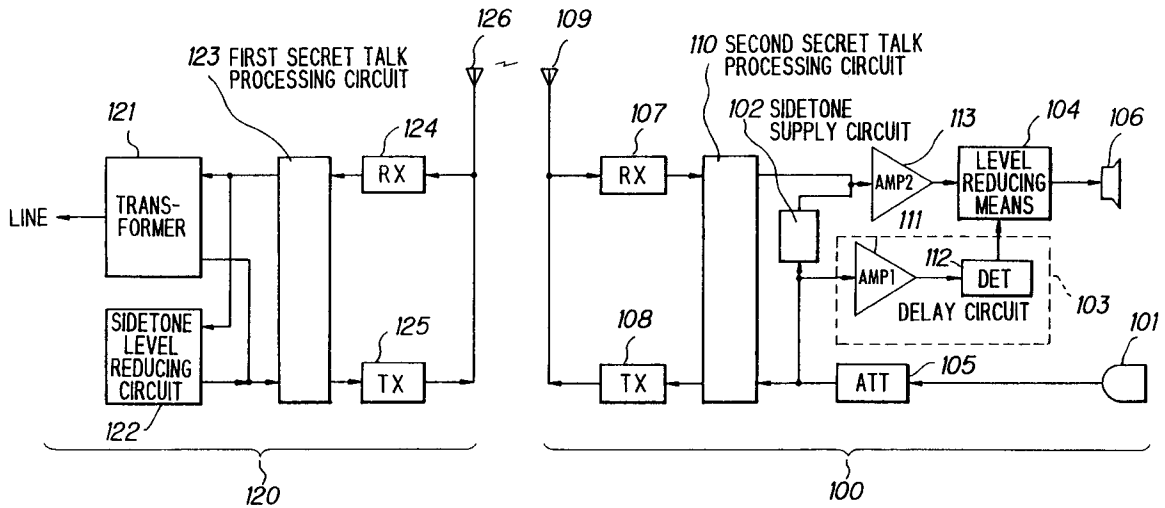 126
109
123 FIRST SECRET TALK
PROCESSING CIRCUIT
110 SECOND SECRET TALK
PROCESSING CIRCUIT
121
124
107
102 SIDETONE
SUPPLY CIRCUIT
113
104
106
RX
RX
AMP2
LEVEL
REDUCING
MEANS
LINE
TRANS-
FORMER
111
112
AMP1
DET
DELAY CIRCUIT
103
SIDETONE
LEVEL
REDUCING
CIRCUIT
125
108
101
TX
TX
ATT
105
122
120
100